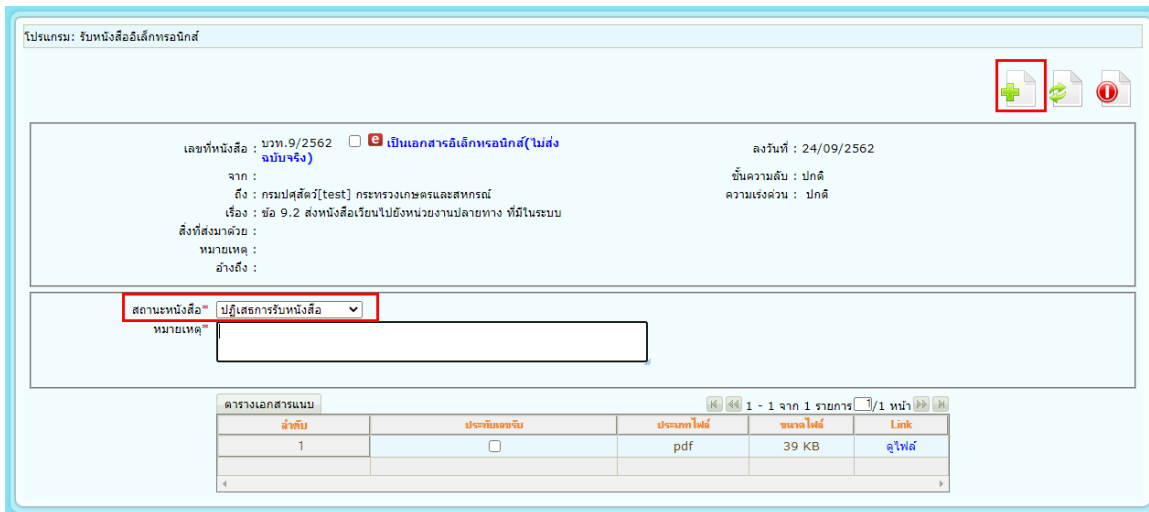 โปรแกรม: รับหนังสืออิเล็กทรอนิกส์
เลขที่หนังสือ : บวท.9/2562 e เป็นเอกสารอิเล็กทรอนิกส์(ไม่ส่งฉบับจริง) ลงวันที่ : 24/09/2562
จาก : ชั้นความลับ : ปกติ
ถึง : กรมปศุสัตว์[test] กระทรวงเกษตรและสหกรณ์ ความเร่งด่วน : ปกติ
เรื่อง : ข้อ 9.2 ส่งหนังสือเวียนไปยังหน่วยงานปลายทาง ที่มีในระบบ
สิ่งที่ส่งมาด้วย :
หมายเหตุ :
อ้างถึง :
สถานะหนังสือ* ปฏิเสธการรับหนังสือ
หมายเหตุ*
ตารางเอกสารแนบ 1 - 1 จาก 1 รายการ 1/1 หน้า
ลำดับ ประทับเลขรับ ประเภทไฟล์ ขนาดไฟล์ Link
1 pdf 39 KB ดูไฟล์